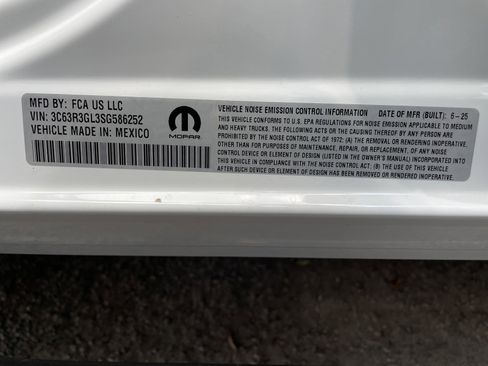 MFD BY: FCA US LLC
VIN: 3C63R3GL3SG586252
VEHICLE MADE IN: MEXICO
MOPAR
VEHICLE NOISE EMISSION CONTROL INFORMATION DATE OF MFR (BUILT): 6-25
THIS VEHICLE CONFORMS TO U.S. EPA REGULATIONS FOR NOISE EMISSION APPLICABLE TO MEDIUM
AND HEAVY TRUCKS. THE FOLLOWING ACTS OR THE CAUSING THEREOF BY ANY PERSON ARE
PROHIBITED BY THE NOISE CONTROL ACT OF 1972: (A) THE REMOVAL OR RENDERING INOPERATIVE,
OTHER THAN FOR PURPOSES OF MAINTENANCE, REPAIR, OR REPLACEMENT, OF ANY NOISE
CONTROL DEVICE OR ELEMENT OF DESIGN (LISTED IN THE OWNER'S MANUAL) INCORPORATED INTO
THIS VEHICLE IN COMPLIANCE WITH THE NOISE CONTROL ACT; (B) THE USE OF THIS VEHICLE
AFTER SUCH DEVICE OR ELEMENT OF DESIGN HAS BEEN REMOVED OR RENDERED INOPERATIVE.